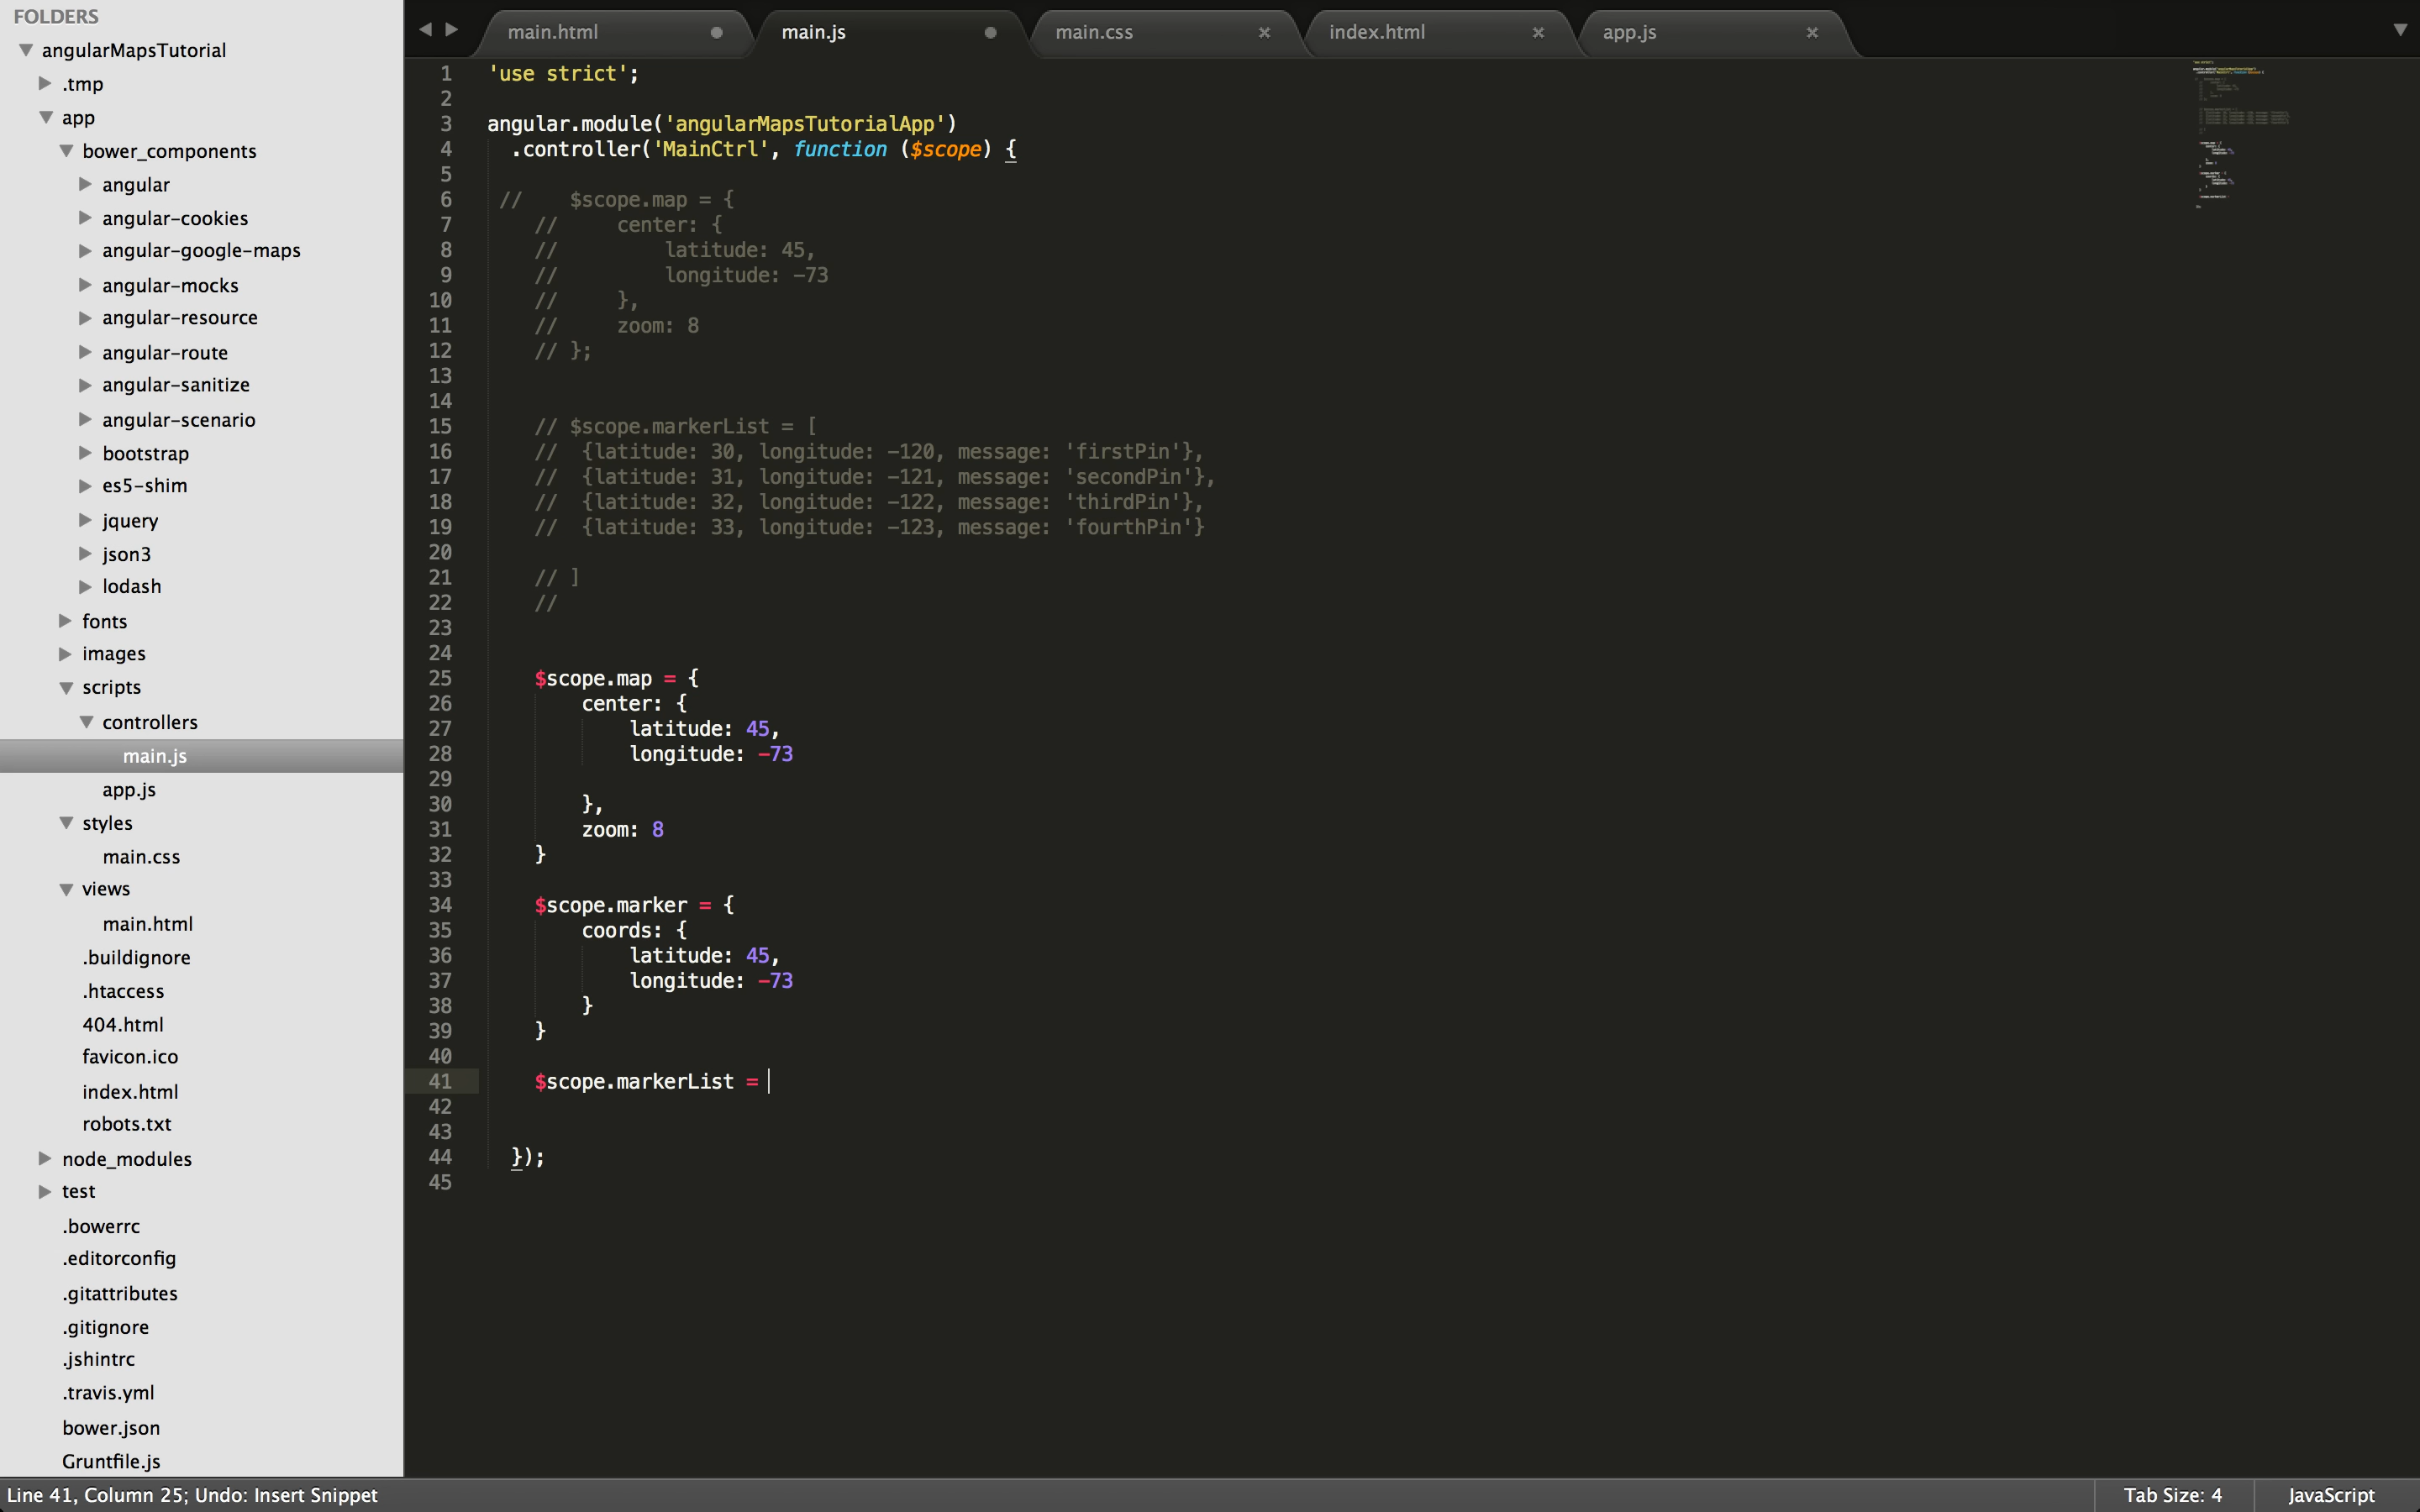 FOLDERS
angularMapsTutorial
.tmp
app
bower_components
angular
angular-cookies
angular-google-maps
angular-mocks
angular-resource
angular-route
angular-sanitize
angular-scenario
bootstrap
es5-shim
jquery
json3
lodash
fonts
images
scripts
controllers
main.js
app.js
styles
main.css
views
main.html
.buildignore
.htaccess
404.html
favicon.ico
index.html
robots.txt
node_modules
test
.bowerrc
.editorconfig
.gitattributes
.gitignore
.jshintrc
.travis.yml
bower.json
Gruntfile.js
main.html main.js main.css index.html app.js
1 'use strict';
2
3 angular.module('angularMapsTutorialApp')
4 .controller('MainCtrl', function ($scope) {
5
6 // $scope.map = {
7 // center: {
8 // latitude: 45,
9 // longitude: -73
10 // },
11 // zoom: 8
12 // };
13
14
15 // $scope.markerList = [
16 // {latitude: 30, longitude: -120, message: 'firstPin'},
17 // {latitude: 31, longitude: -121, message: 'secondPin'},
18 // {latitude: 32, longitude: -122, message: 'thirdPin'},
19 // {latitude: 33, longitude: -123, message: 'fourthPin'}
20
21 // ]
22 //
23
24
25 $scope.map = {
26 center: {
27 latitude: 45,
28 longitude: -73
29
30 },
31 zoom: 8
32 }
33
34 $scope.marker = {
35 coords: {
36 latitude: 45,
37 longitude: -73
38 }
39 }
40
41 $scope.markerList =
42
43
44 });
45
Line 41, Column 25; Undo: Insert Snippet
Tab Size: 4
JavaScript